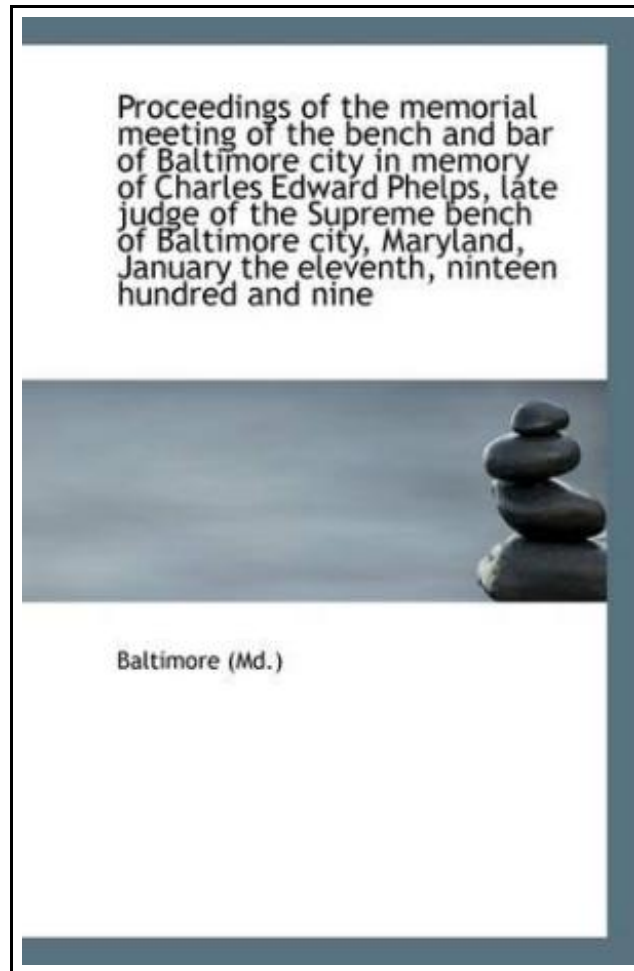 Proceedings of the memorial
meeting of the bench and bar
of Baltimore city in memory
of Charles Edward Phelps, late
judge of the Supreme bench
of Baltimore city, Maryland,
January the eleventh, ninteen
hundred and nine
Baltimore (Md.)